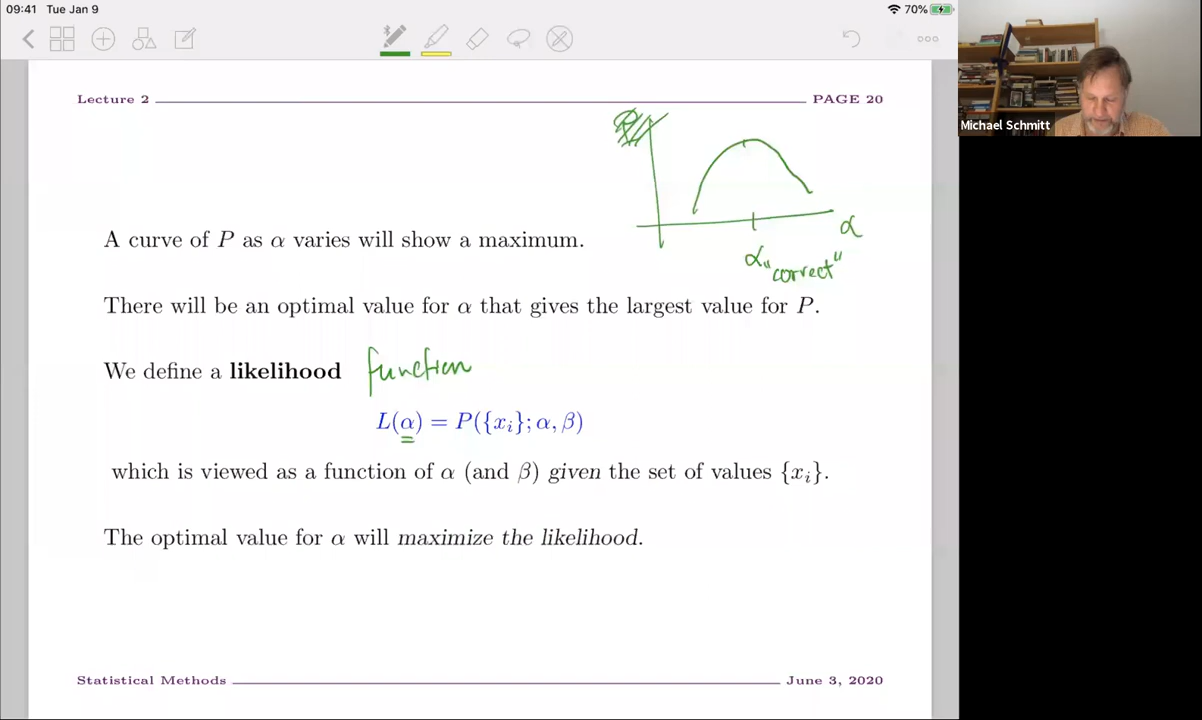 09:41 Tue Jan 9
70%
Lecture 2
PAGE 20
Michael Schmitt
α
α "correct"
A curve of P as α varies will show a maximum.
There will be an optimal value for α that gives the largest value for P.
We define a likelihood function
L(α) = P({xᵢ}; α, β)
which is viewed as a function of α (and β) given the set of values {xᵢ}.
The optimal value for α will maximize the likelihood.
Statistical Methods
June 3, 2020